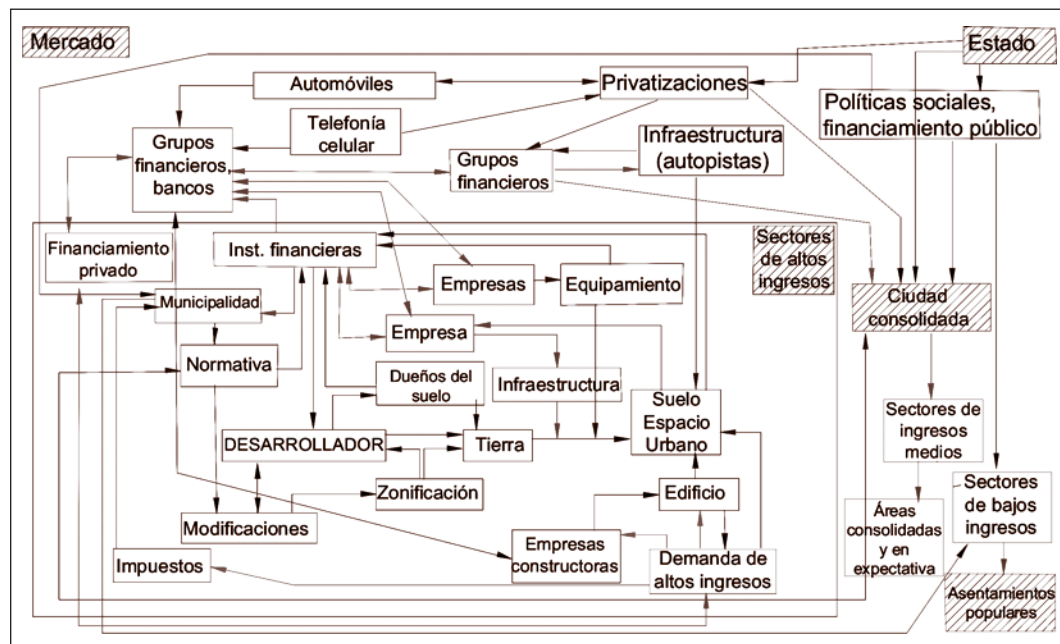 Mercado
Estado
Automóviles
Privatizaciones
Políticas sociales,
financiamiento público
Telefonía
celular
Grupos
financieros,
bancos
Grupos
financieros
Infraestructura
(autopistas)
Financiamiento
privado
Inst. financieras
Sectores
de altos
ingresos
Empresas
Equipamiento
Municipalidad
Ciudad
consolidada
Empresa
Normativa
Dueños del
suelo
Infraestructura
Suelo
Espacio
Urbano
Sectores de
ingresos
medios
DESARROLLADOR
Tierra
Zonificación
Edificio
Sectores
de bajos
ingresos
Modificaciones
Áreas
consolidadas
y en
expectativa
Empresas
constructoras
Demanda de
altos ingresos
Impuestos
Asentamientos
populares